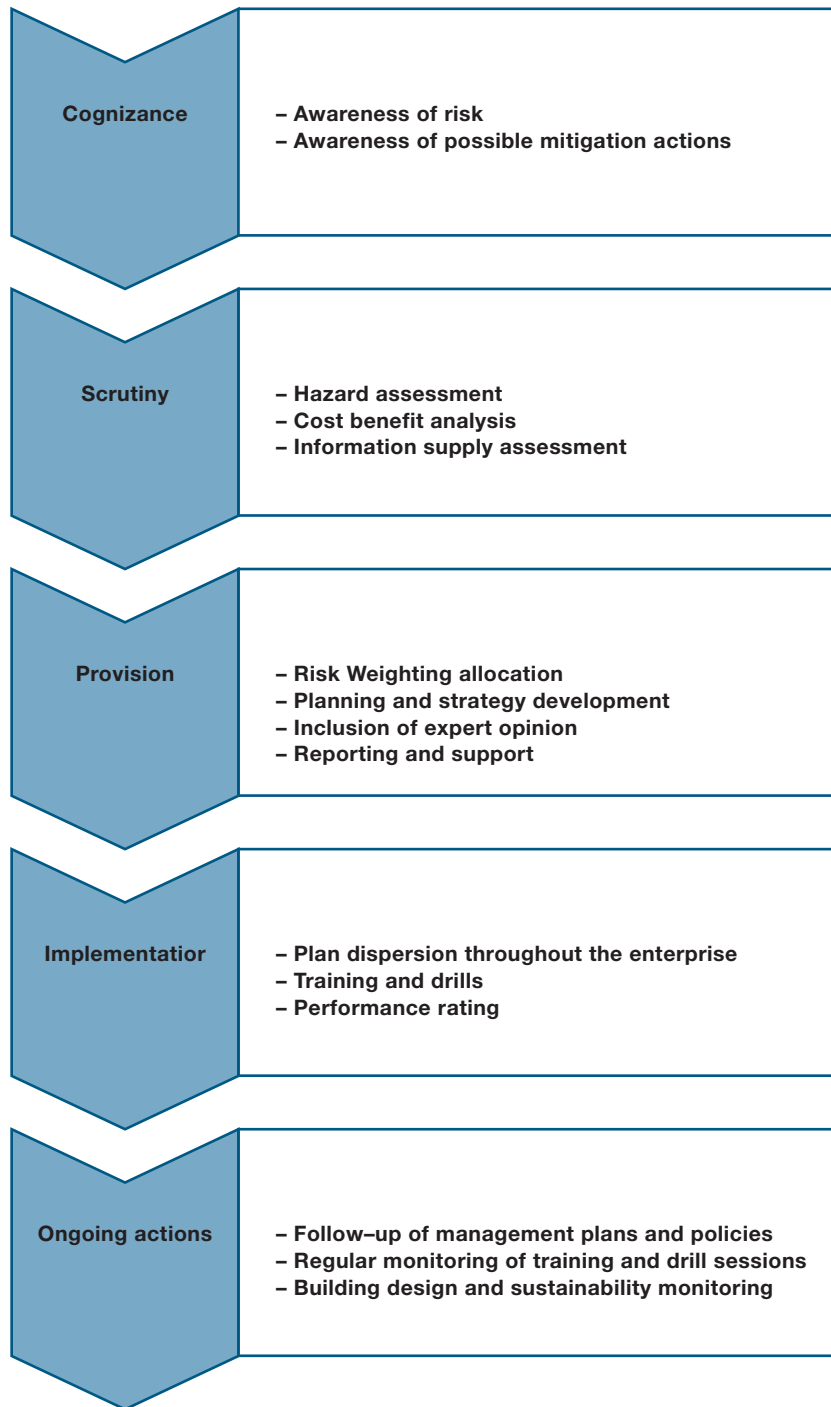 Cognizance
– Awareness of risk
– Awareness of possible mitigation actions
Scrutiny
– Hazard assessment
– Cost benefit analysis
– Information supply assessment
Provision
– Risk Weighting allocation
– Planning and strategy development
– Inclusion of expert opinion
– Reporting and support
Implementatior
– Plan dispersion throughout the enterprise
– Training and drills
– Performance rating
Ongoing actions
– Follow–up of management plans and policies
– Regular monitoring of training and drill sessions
– Building design and sustainability monitoring